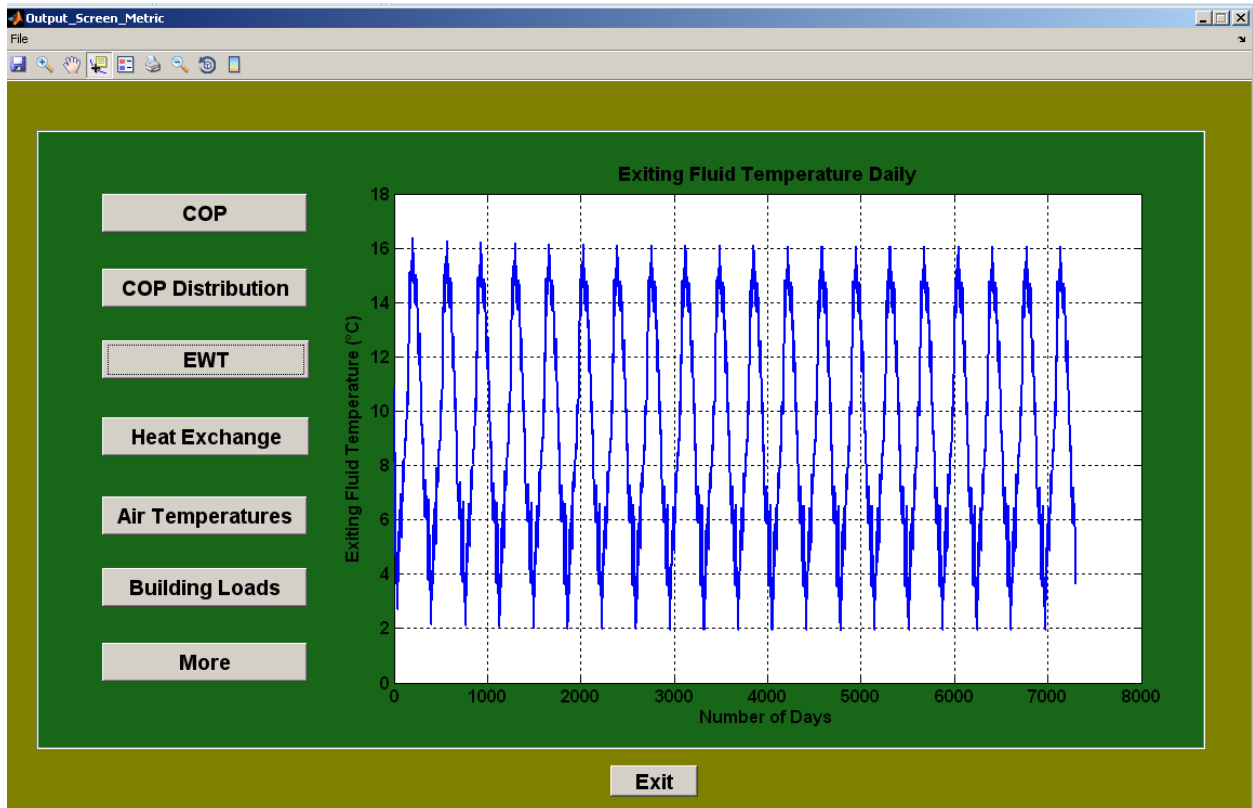 Output_Screen_Metric
File
COP
COP Distribution
EWT
Heat Exchange
Air Temperatures
Building Loads
More
Exiting Fluid Temperature Daily
Exiting Fluid Temperature (°C)
18
16
14
12
10
8
6
4
2
0
0 1000 2000 3000 4000 5000 6000 7000 8000
Number of Days
Exit